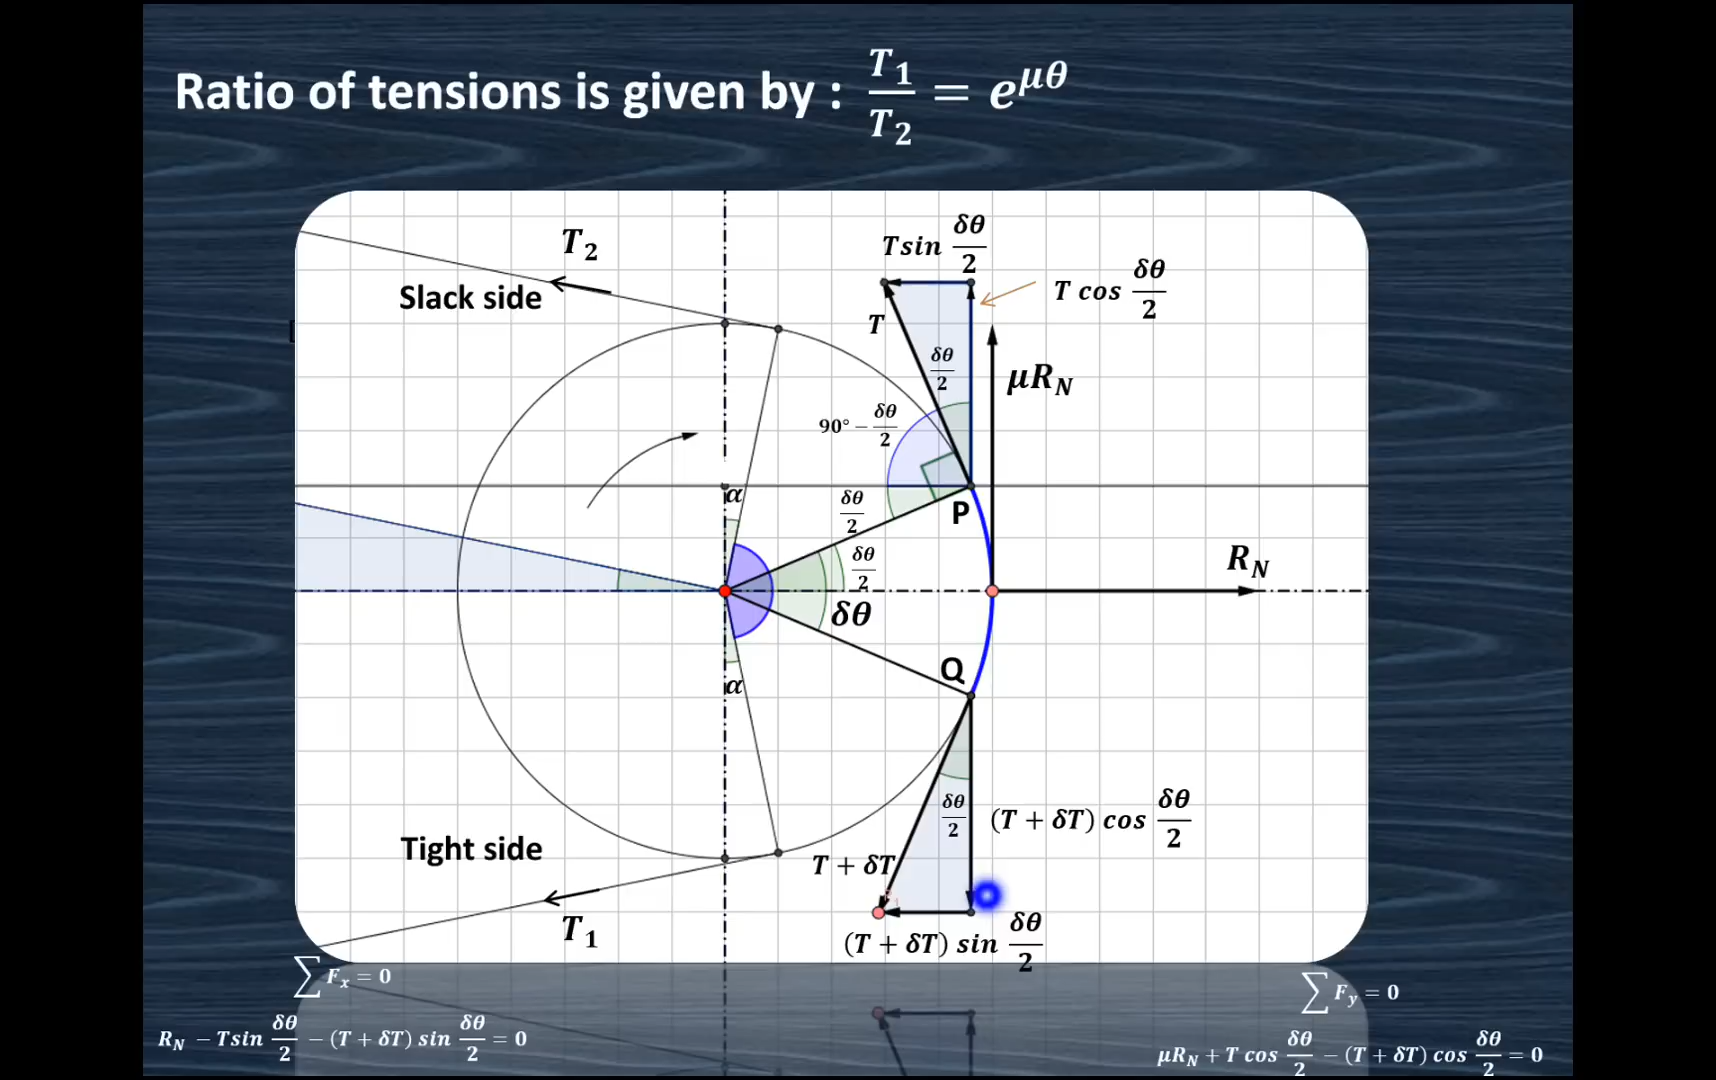 Ratio of tensions is given by : T₁/T₂ = e^μθ
T₂
Slack side
Tsin δθ/2
T cos δθ/2
T
δθ/2
μR_N
90° − δθ/2
α
δθ/2
P
δθ/2
R_N
δθ
Q
α
δθ/2
(T + δT) cos δθ/2
Tight side
T + δT
T₁
(T + δT) sin δθ/2
∑ Fₓ = 0
∑ F_y = 0
R_N − Tsin δθ/2 − (T + δT) sin δθ/2 = 0
μR_N + T cos δθ/2 − (T + δT) cos δθ/2 = 0